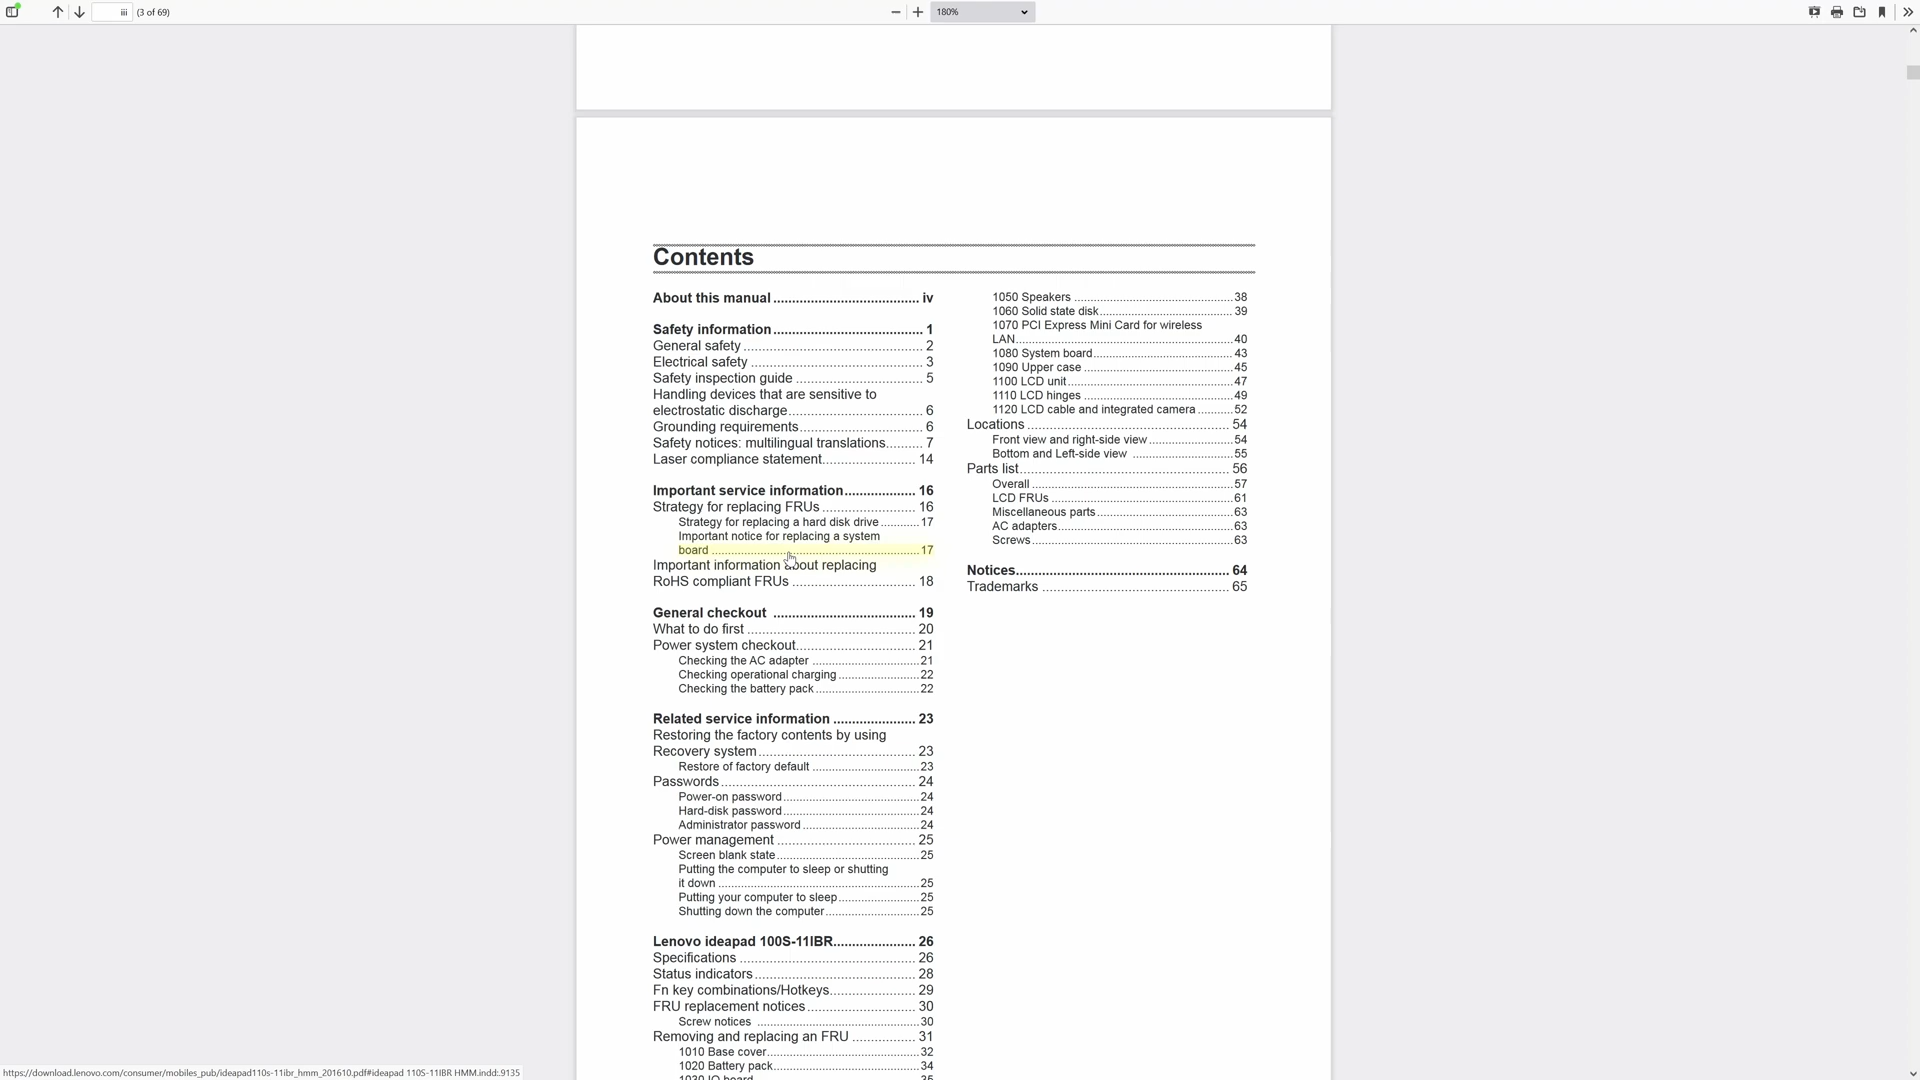 iii
(3 of 69)
180%
Contents
About this manual ..................................... iv
Safety information ..................................... 1
General safety ............................................. 2
Electrical safety ........................................... 3
Safety inspection guide ................................ 5
Handling devices that are sensitive to
electrostatic discharge................................... 6
Grounding requirements............................... 6
Safety notices: multilingual translations......... 7
Laser compliance statement........................ 14
Important service information................... 16
Strategy for replacing FRUs ........................ 16
Strategy for replacing a hard disk drive ............17
Important notice for replacing a system
board ...............................................................17
Important information about replacing
RoHS compliant FRUs ............................... 18
General checkout .................................... 19
What to do first ........................................... 20
Power system checkout.............................. 21
Checking the AC adapter .................................21
Checking operational charging .........................22
Checking the battery pack ................................22
Related service information ...................... 23
Restoring the factory contents by using
Recovery system........................................ 23
Restore of factory default .................................23
Passwords.................................................. 24
Power-on password..........................................24
Hard-disk password..........................................24
Administrator password ....................................24
Power management ................................... 25
Screen blank state............................................25
Putting the computer to sleep or shutting
it down .............................................................25
Putting your computer to sleep.........................25
Shutting down the computer.............................25
Lenovo ideapad 100S-11IBR...................... 26
Specifications ............................................. 26
Status indicators ......................................... 28
Fn key combinations/Hotkeys...................... 29
FRU replacement notices ........................... 30
Screw notices ..................................................30
Removing and replacing an FRU ................ 31
1010 Base cover...............................................32
1020 Battery pack.............................................34
1030 IO board..................................................35
1050 Speakers .................................................38
1060 Solid state disk......................................... 39
1070 PCI Express Mini Card for wireless
LAN..................................................................40
1080 System board...........................................43
1090 Upper case ..............................................45
1100 LCD unit...................................................47
1110 LCD hinges ..............................................49
1120 LCD cable and integrated camera ...........52
Locations .................................................... 54
Front view and right-side view ..........................54
Bottom and Left-side view ...............................55
Parts list...................................................... 56
Overall .............................................................57
LCD FRUs ........................................................61
Miscellaneous parts..........................................63
AC adapters......................................................63
Screws..............................................................63
Notices....................................................... 64
Trademarks ................................................ 65
https://download.lenovo.com/consumer/mobiles_pub/ideapad110s-11ibr_hmm_201610.pdf#ideapad 110S-11IBR HMM.indd:.9135